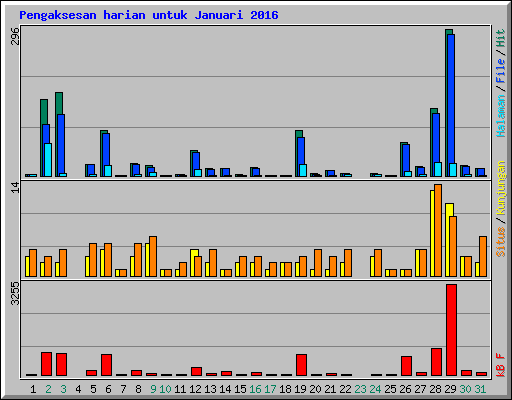 Pengaksesan harian untuk Januari 2016
296
Halaman / File / Hit
14
Situs / Kunjungan
3255
kB F
1 2 3 4 5 6 7 8 9 10 11 12 13 14 15 16 17 18 19 20 21 22 23 24 25 26 27 28 29 30 31